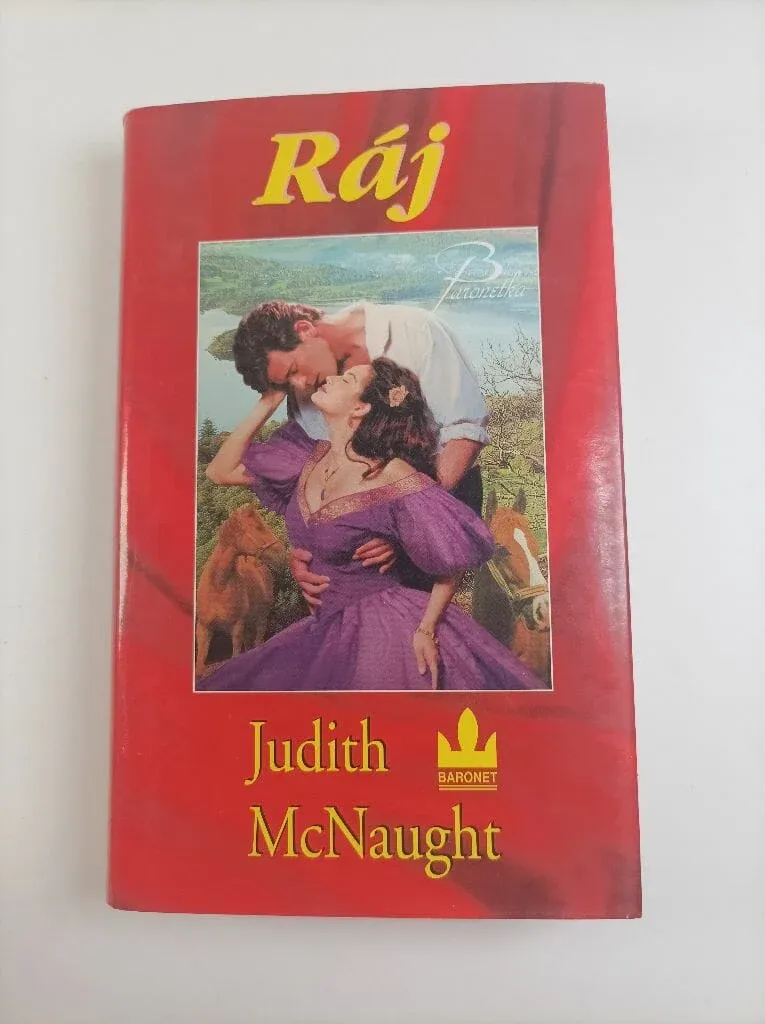 Ráj
Baronetka
Judith
BARONET
McNaught